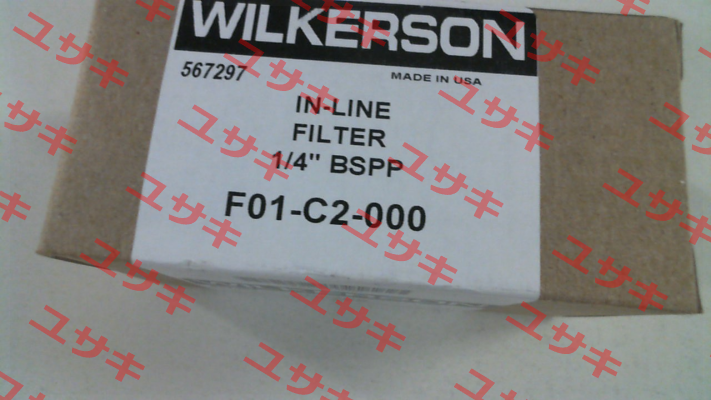 WILKERSON
567297
MADE IN USA
IN-LINE
FILTER
1/4" BSPP
F01-C2-000
ユサキ